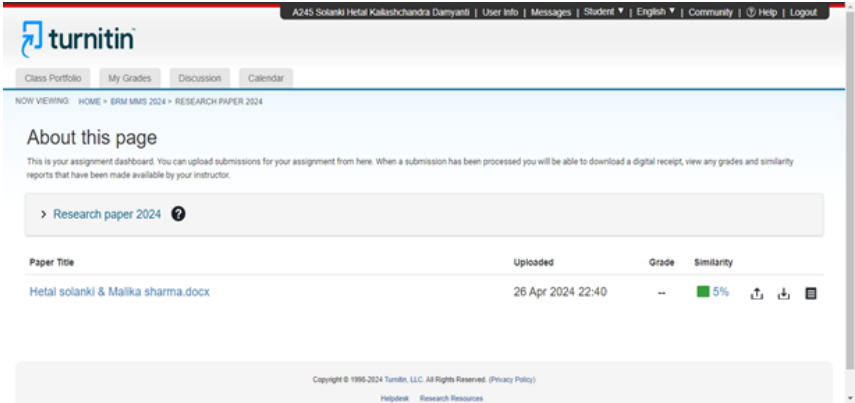 A245 Solanki Hetal Kailashchandra Damyanti | User Info | Messages | Student ▼ | English ▼ | Community | ? Help | Logout
turnitin
Class Portfolio My Grades Discussion Calendar
NOW VIEWING: HOME > BRM MMS 2024 > RESEARCH PAPER 2024
About this page
This is your assignment dashboard. You can upload submissions for your assignment from here. When a submission has been processed you will be able to download a digital receipt, view any grades and similarity
reports that have been made available by your instructor.
> Research paper 2024 ?
Paper Title Uploaded Grade Similarity
Hetal solanki & Malika sharma.docx 26 Apr 2024 22:40 -- 5%
Copyright © 1998-2024 Turnitin, LLC. All Rights Reserved. (Privacy Policy)
Helpdesk Research Resources